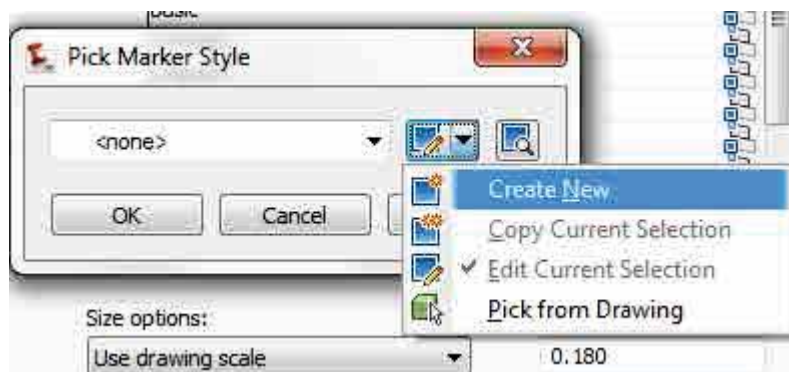 basic
Pick Marker Style
<none>
OK
Cancel
Create New
Copy Current Selection
Edit Current Selection
Pick from Drawing
Size options:
Use drawing scale
0.180